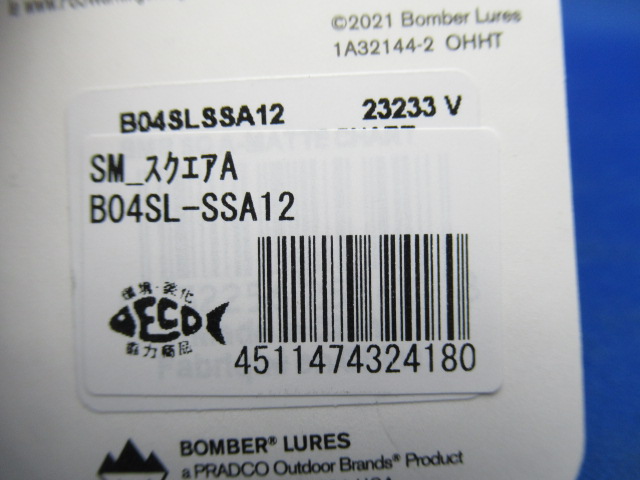 ©2021 Bomber Lures
1A32144-2 OHHT
B04SLSSA12 23233 V
SM_スクエアA
B04SL-SSA12
環境・美化
ECO
協力商品
4511474324180
BOMBER® LURES
a PRADCO Outdoor Brands® Product